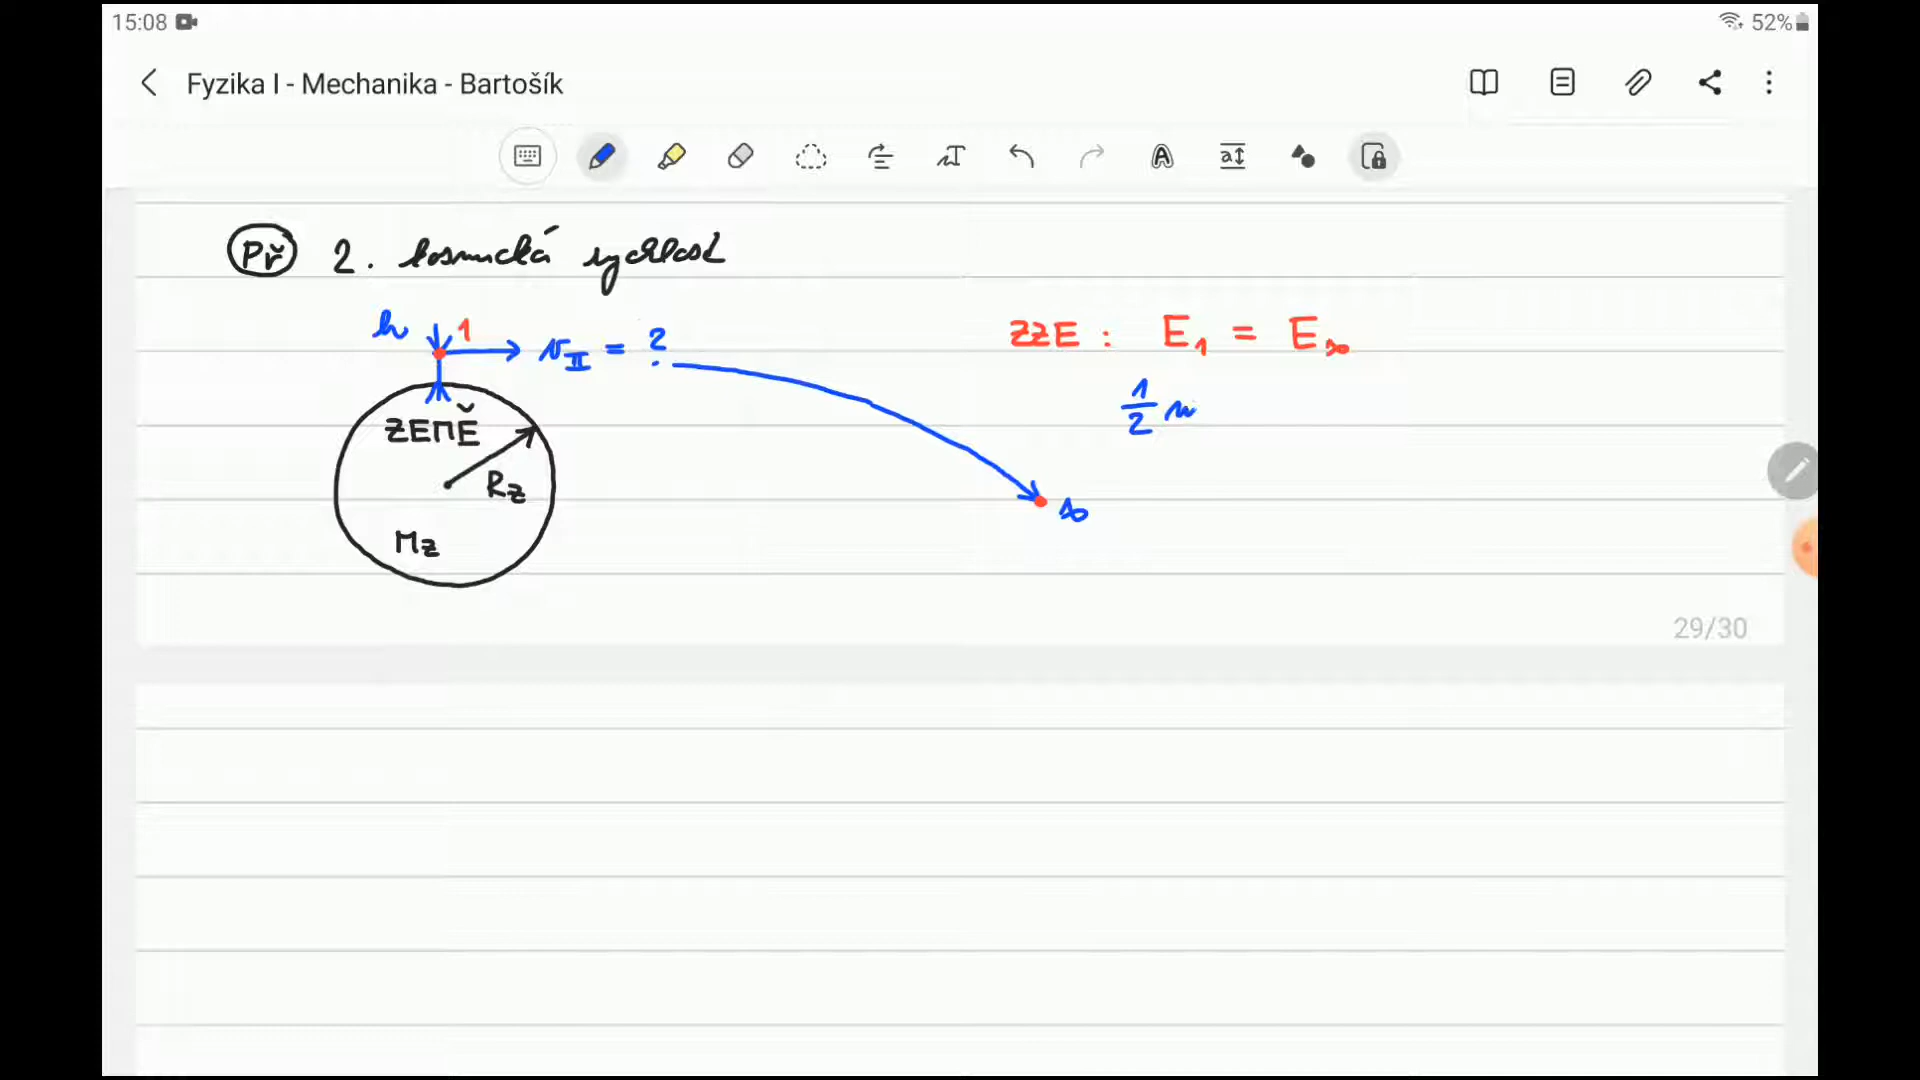 15:08 52%
Fyzika I - Mechanika - Bartošík
Př 2. kosmická rychlost
h 1 v_II = ? ZZE : E_1 = E_∞
1/2 m
ZEMĚ
R_Z
∞
M_Z
29/30